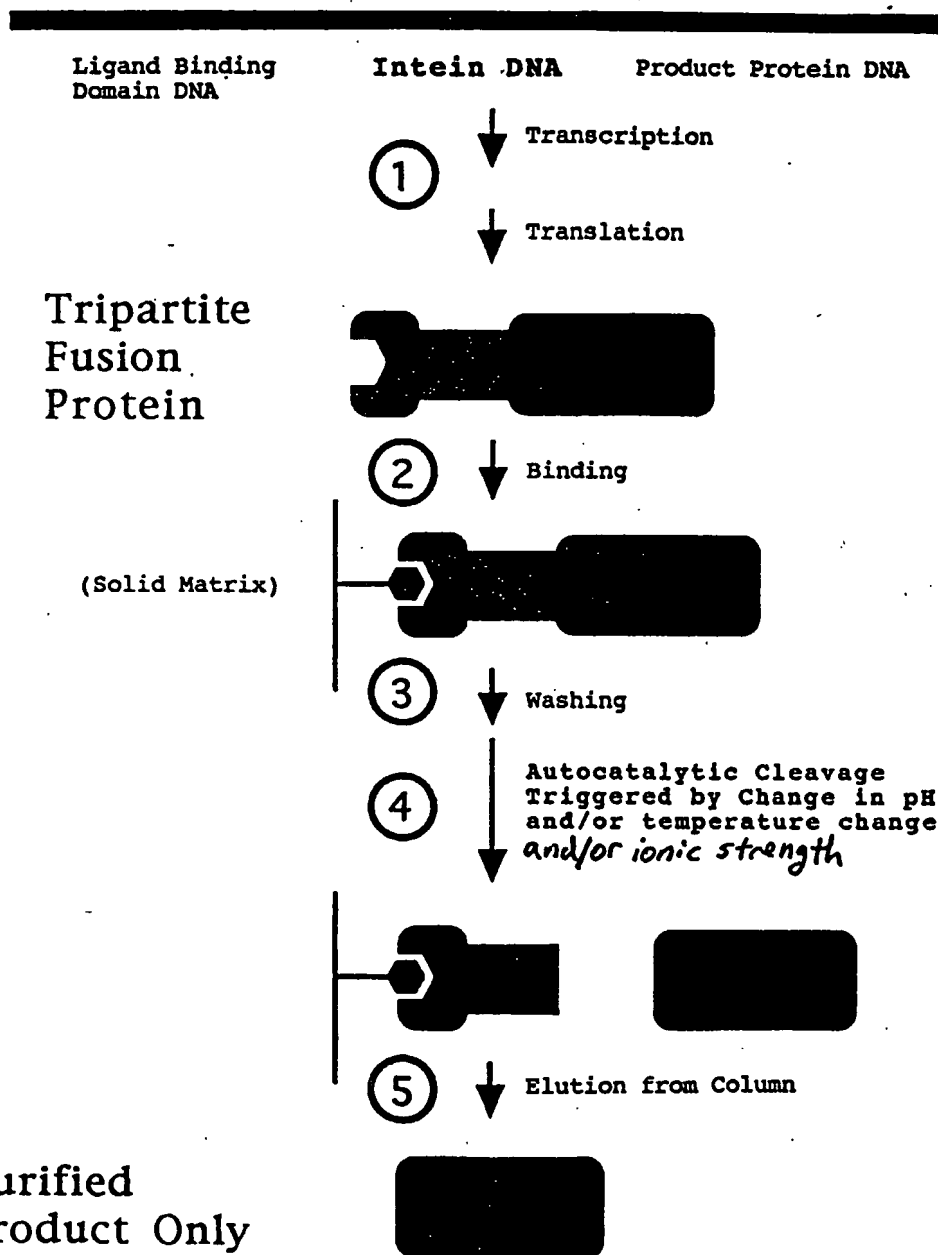 Ligand Binding Domain DNA
Intein DNA
Product Protein DNA
Transcription
1
Translation
Tripartite
Fusion
Protein
2
Binding
(Solid Matrix)
3
Washing
4
Autocatalytic Cleavage
Triggered by Change in pH
and/or temperature change
and/or ionic strength
5
Elution from Column
urified
roduct Only